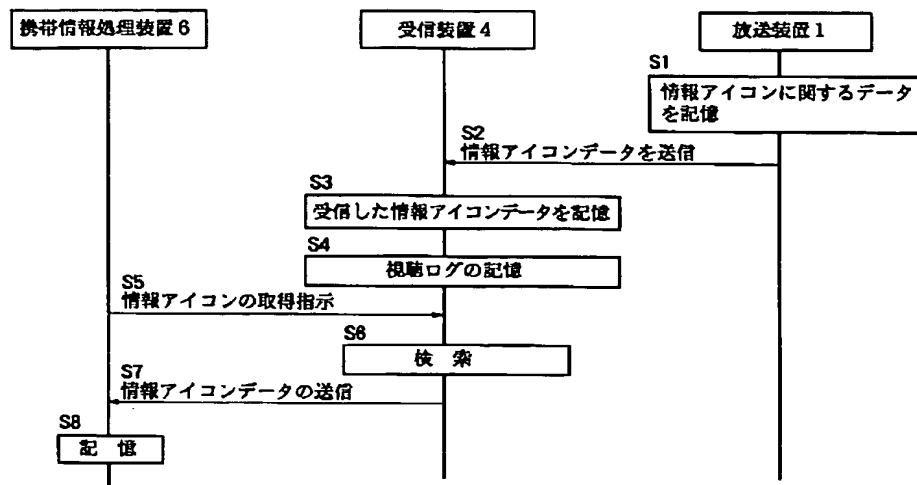 携帯情報処理装置6
受信装置4
放送装置1
S1
情報アイコンに関するデータ
を記憶
S2
情報アイコンデータを送信
S3
受信した情報アイコンデータを記憶
S4
視聴ログの記憶
S5
情報アイコンの取得指示
S6
検 索
S7
情報アイコンデータの送信
S8
記 憶